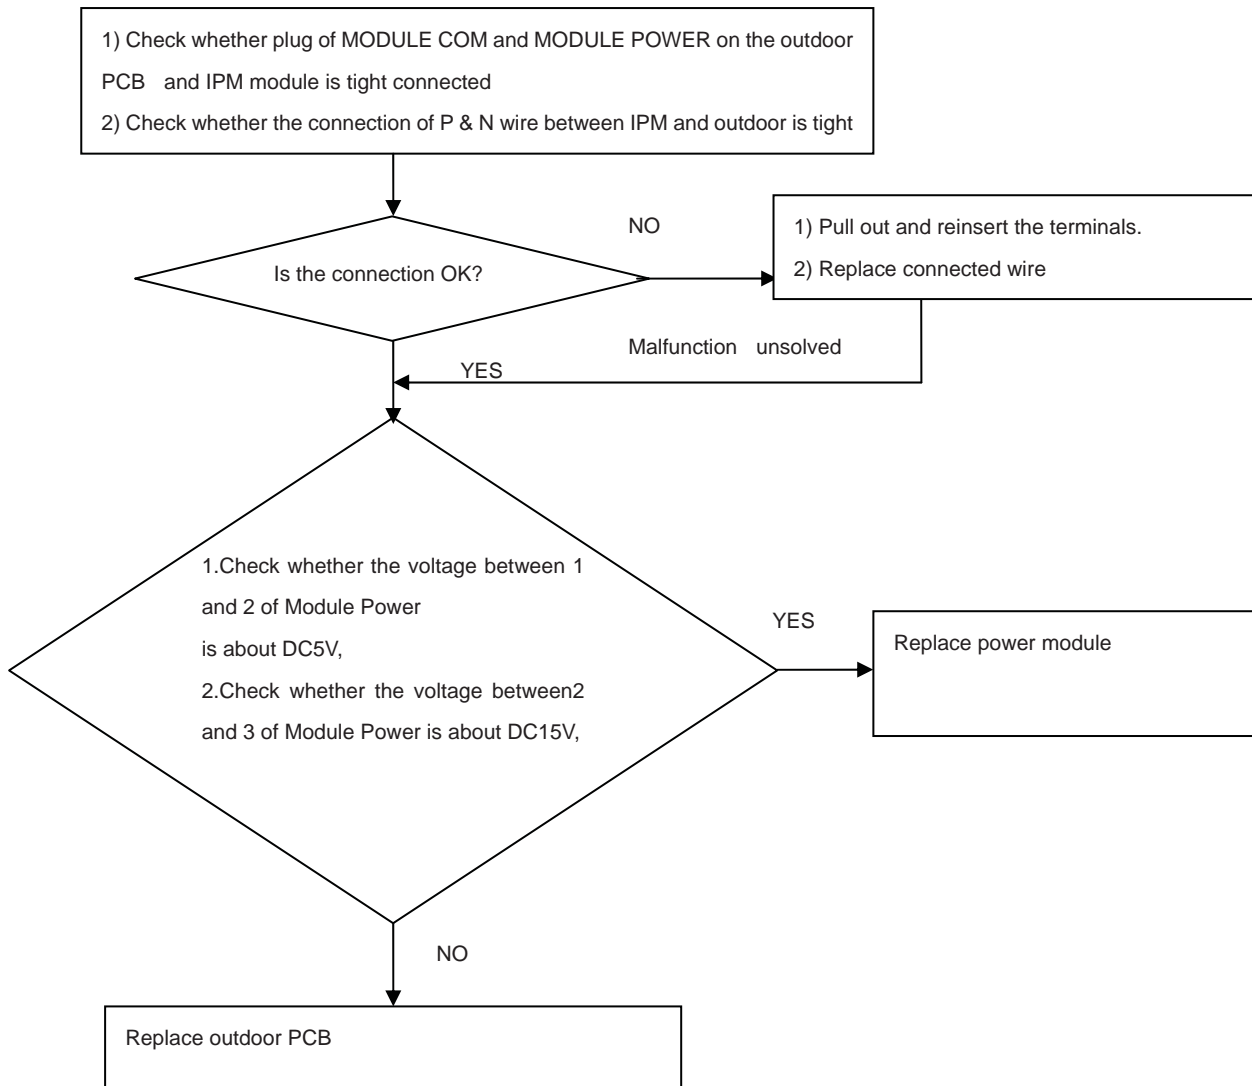 1) Check whether plug of MODULE COM and MODULE POWER on the outdoor
PCB and IPM module is tight connected
2) Check whether the connection of P & N wire between IPM and outdoor is tight
NO
1) Pull out and reinsert the terminals.
2) Replace connected wire
Is the connection OK?
Malfunction unsolved
YES
1.Check whether the voltage between 1
and 2 of Module Power
is about DC5V,
2.Check whether the voltage between2
and 3 of Module Power is about DC15V,
YES
Replace power module
NO
Replace outdoor PCB